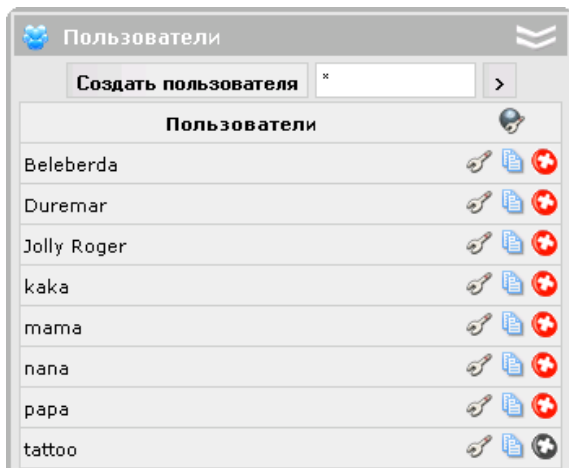 Пользователи
Создать пользователя * >
Пользователи
Beleberda
Duremar
Jolly Roger
kaka
mama
nana
papa
tattoo